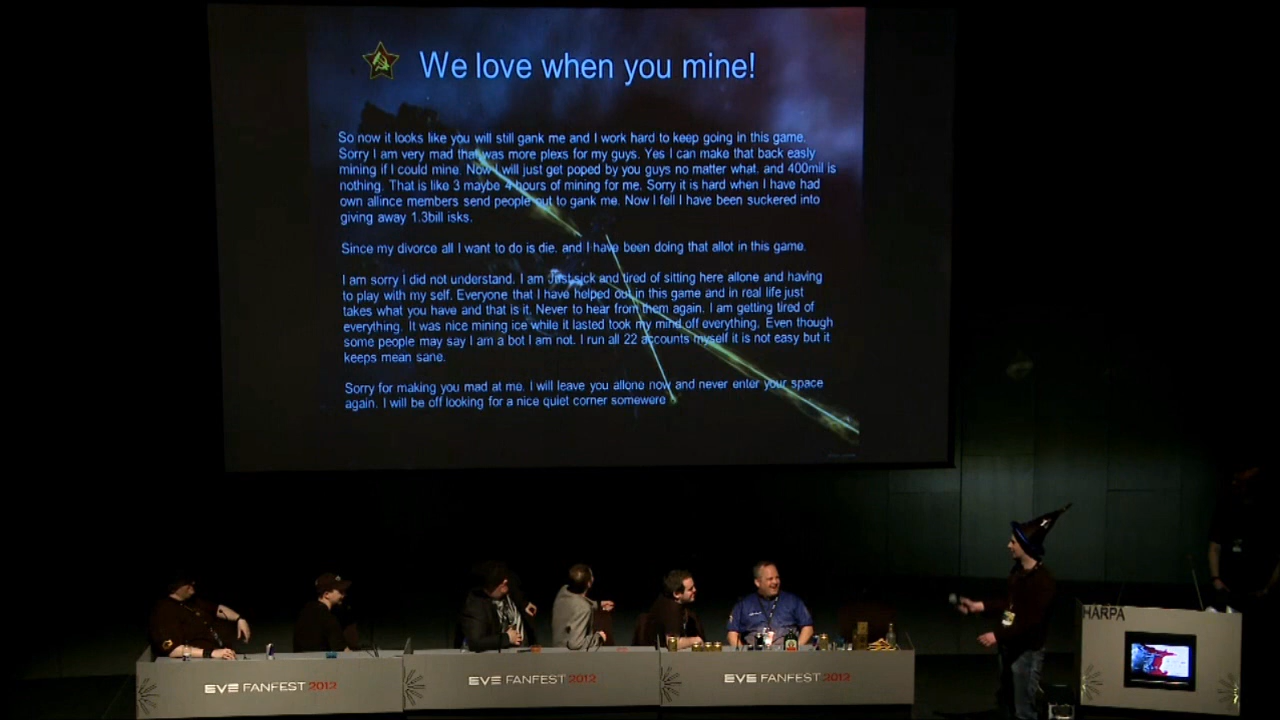 We love when you mine!
So now it looks like you will still gank me and I work hard to keep going in this game.
Sorry I am very mad that was more plexs for my guys. Yes I can make that back easly
mining if I could mine. Now I will just get poped by you guys no matter what. and 400mil is
nothing. That is like 3 maybe 4 hours of mining for me. Sorry it is hard when I have had
own allince members send people out to gank me. Now I fell I have been suckered into
giving away 1.3bill isks.
Since my divorce all I want to do is die. and I have been doing that allot in this game.
I am sorry I did not understand. I am Just sick and tired of sitting here allone and having
to play with my self. Everyone that I have helped out in this game and in real life just
takes what you have and that is it. Never to hear from them again. I am getting tired of
everything. It was nice mining ice while it lasted took my mind off everything. Even though
some people may say I am a bot I am not. I run all 22 accounts myself it is not easy but it
keeps mean sane.
Sorry for making you mad at me. I will leave you allone now and never enter your space
again. I will be off looking for a nice quiet corner somewere
HARPA
EVE FANFEST 2012
EVE FANFEST 2012
EVE FANFEST 2012